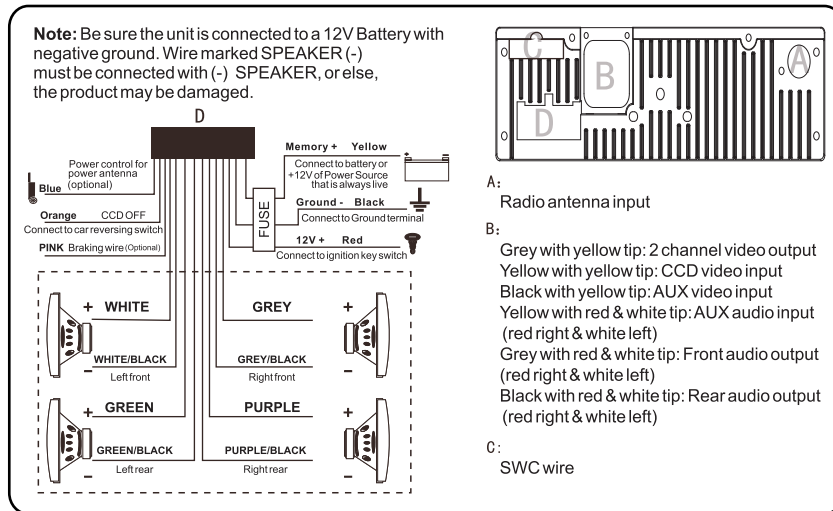 Note: Be sure the unit is connected to a 12V Battery with
negative ground. Wire marked SPEAKER (-)
must be connected with (-) SPEAKER, or else,
the product may be damaged.
D
Power control for
power antenna
(optional)
Blue
Orange CCD OFF
Connect to car reversing switch
PINK Braking wire (Optional)
FUSE
Memory + Yellow
Connect to battery or
+12V of Power Source
that is always live
Ground - Black
Connect to Ground terminal
12V + Red
Connect to ignition key switch
+ WHITE
WHITE/BLACK
-
Left front
GREY +
GREY/BLACK
-
Right front
+ GREEN
GREEN/BLACK
-
Left rear
PURPLE +
PURPLE/BLACK
-
Right rear
C
B
A
D
A:
Radio antenna input
B:
Grey with yellow tip: 2 channel video output
Yellow with yellow tip: CCD video input
Black with yellow tip: AUX video input
Yellow with red & white tip: AUX audio input
(red right & white left)
Grey with red & white tip: Front audio output
(red right & white left)
Black with red & white tip: Rear audio output
(red right & white left)
C:
SWC wire